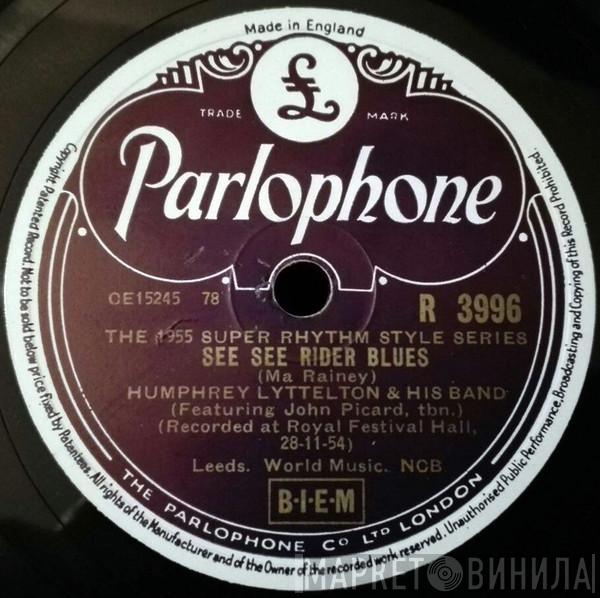 Made in England
£
TRADE MARK
Parlophone
CE15245 78
R 3996
THE 1955 SUPER RHYTHM STYLE SERIES
SEE SEE RIDER BLUES
(Ma Rainey)
HUMPHREY LYTTELTON & HIS BAND
(Featuring John Picard, tbn.)
(Recorded at Royal Festival Hall,
28-11-54)
Leeds. World Music. NCB
B·I·E·M
THE PARLOPHONE CO LTD LONDON
Copyright Patented Record. Not to be sold below price fixed by Patentees. All rights of the Manufacturer and of the Owner of the recorded work reserved. Unauthorised Public Performance, Broadcasting and Copying of this Record Prohibited.
МАРКЕТ ВИНИЛА